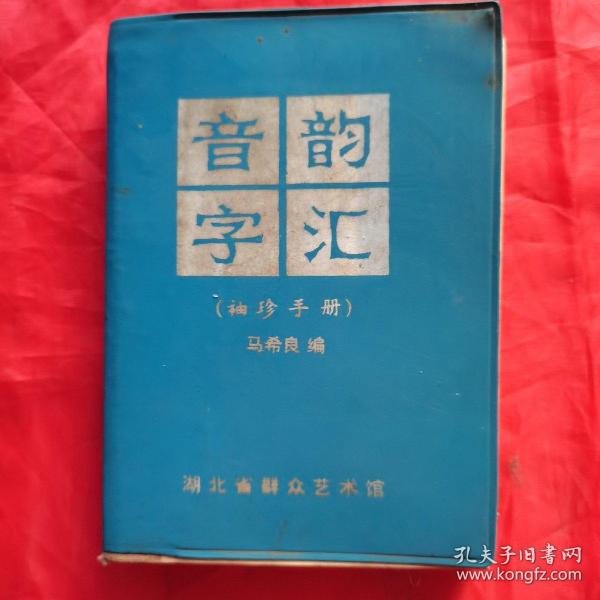 音韵
字汇
(袖珍手册)
马希良 编
湖北省群众艺术馆
孔夫子旧书网
www.kongfz.com